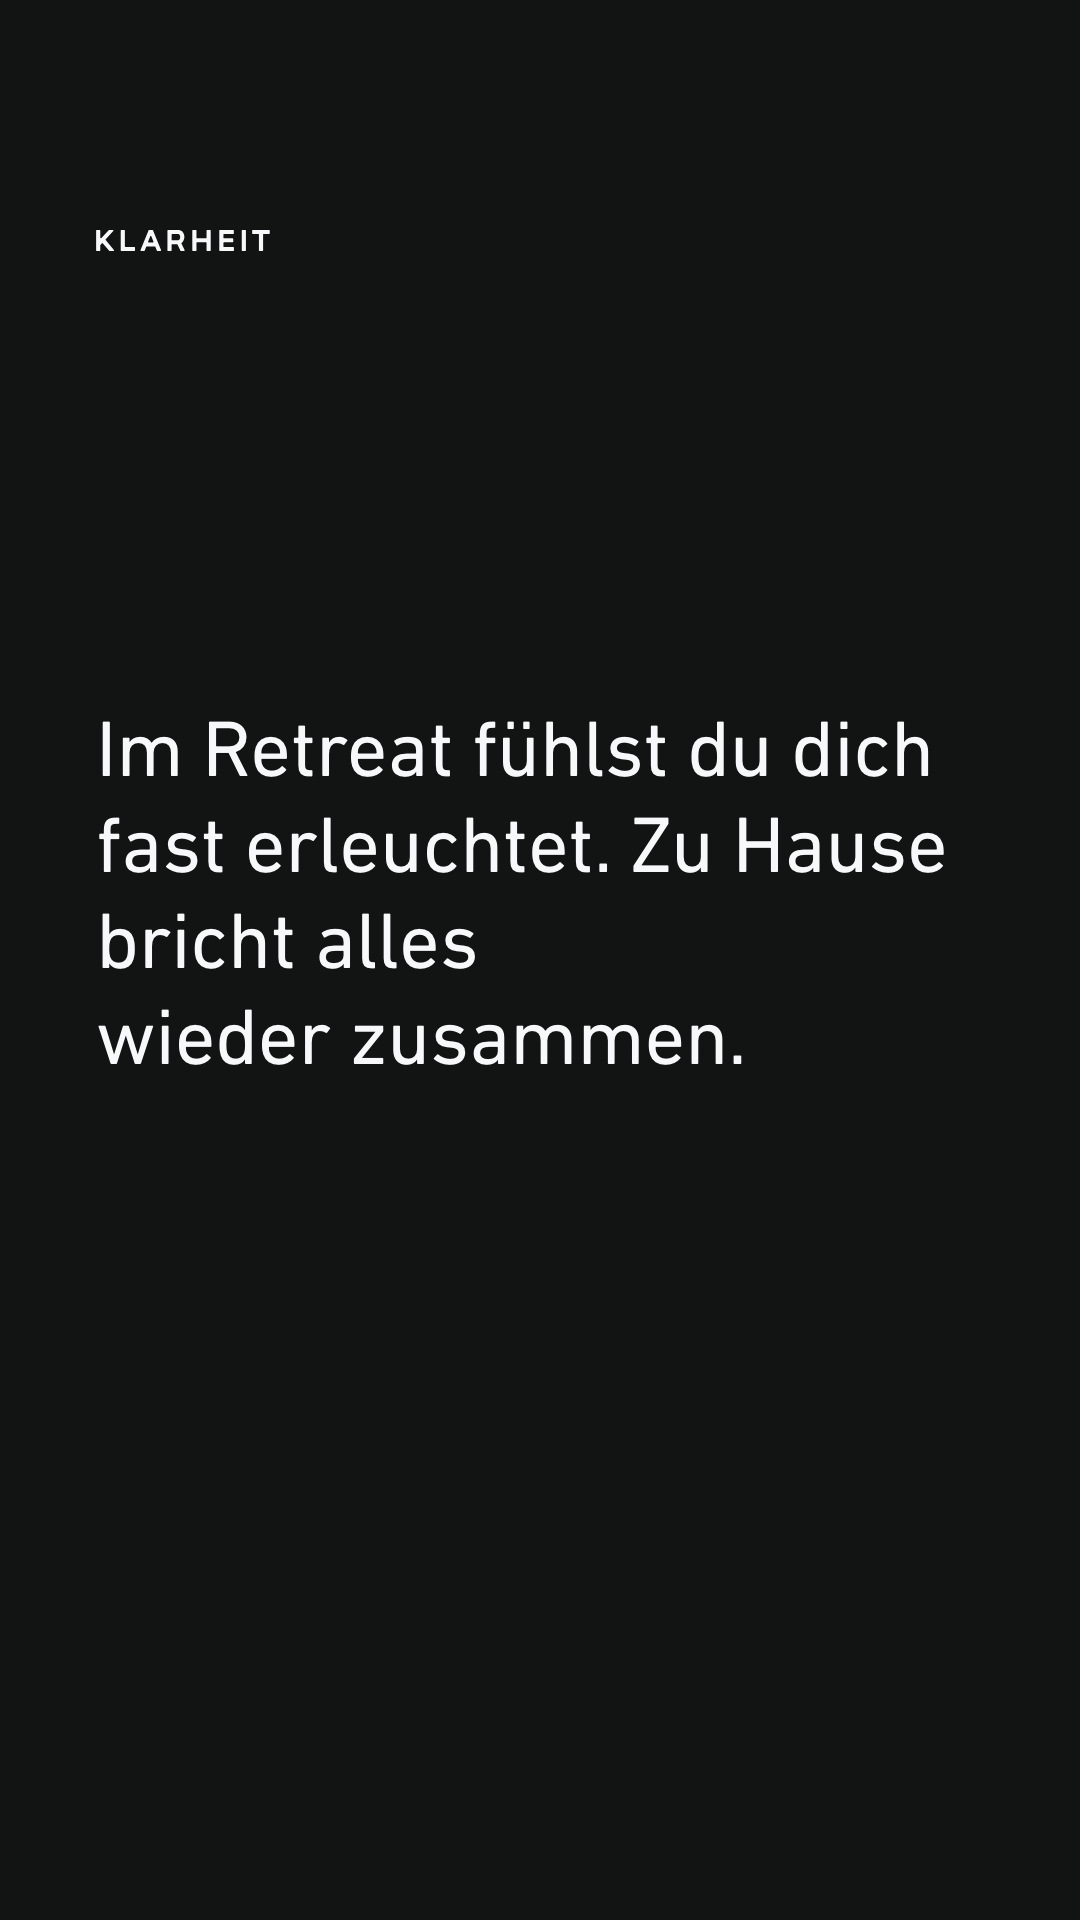 KLARHEIT
Im Retreat fühlst du dich
fast erleuchtet. Zu Hause
bricht alles
wieder zusammen.